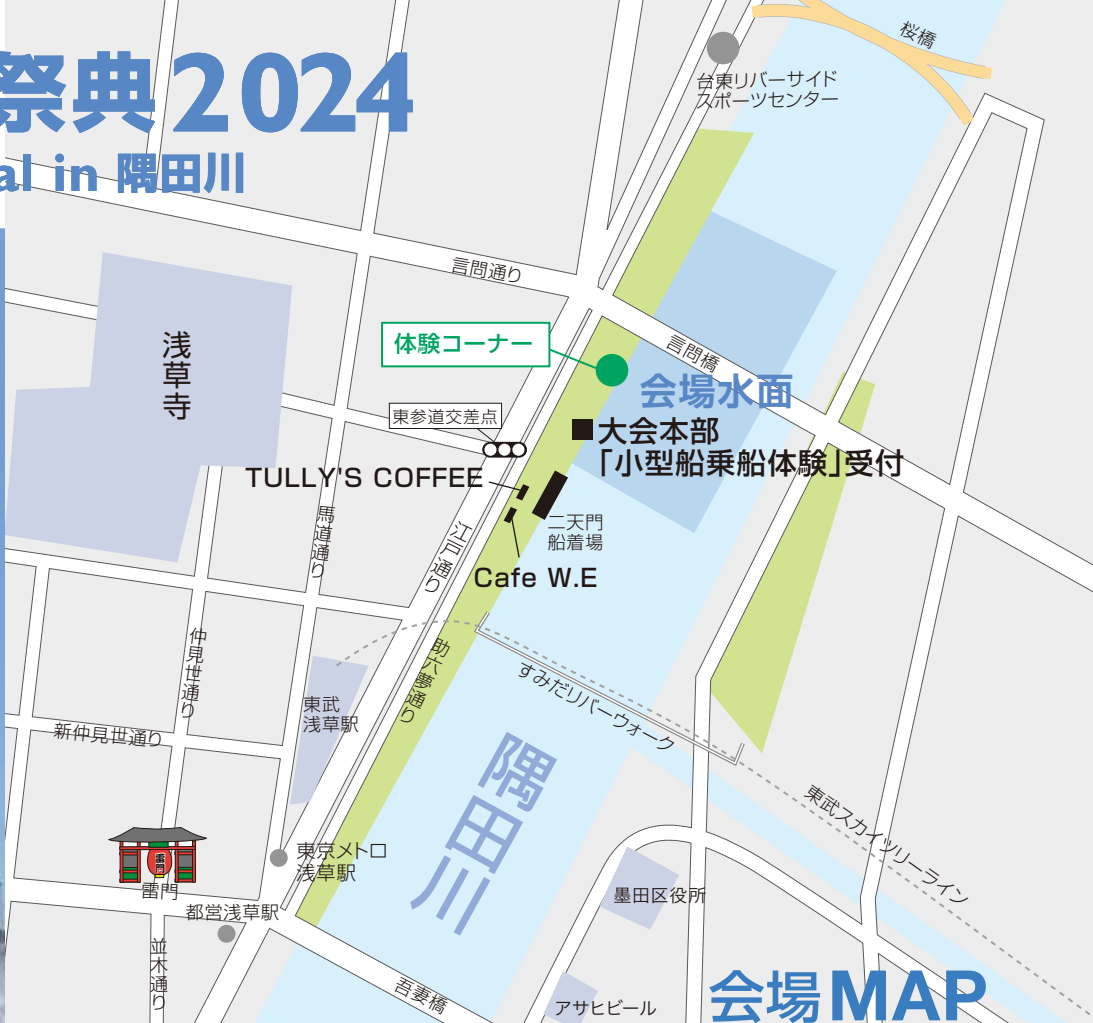 祭典2024
al in 隅田川
桜橋
台東リバーサイド
スポーツセンター
言問通り
体験コーナー
言問橋
会場水面
浅草寺
東参道交差点
大会本部
「小型船乗船体験」受付
TULLY'S COFFEE
二天門
船着場
Cafe W.E
馬道通り
江戸通り
助六夢通り
仲見世通り
すみだリバーウォーク
東武
浅草駅
新仲見世通り
隅田川
東武スカイツリーライン
雷門
雷門
東京メトロ
浅草駅
都営浅草駅
墨田区役所
並木通り
吾妻橋
アサヒビール
会場MAP